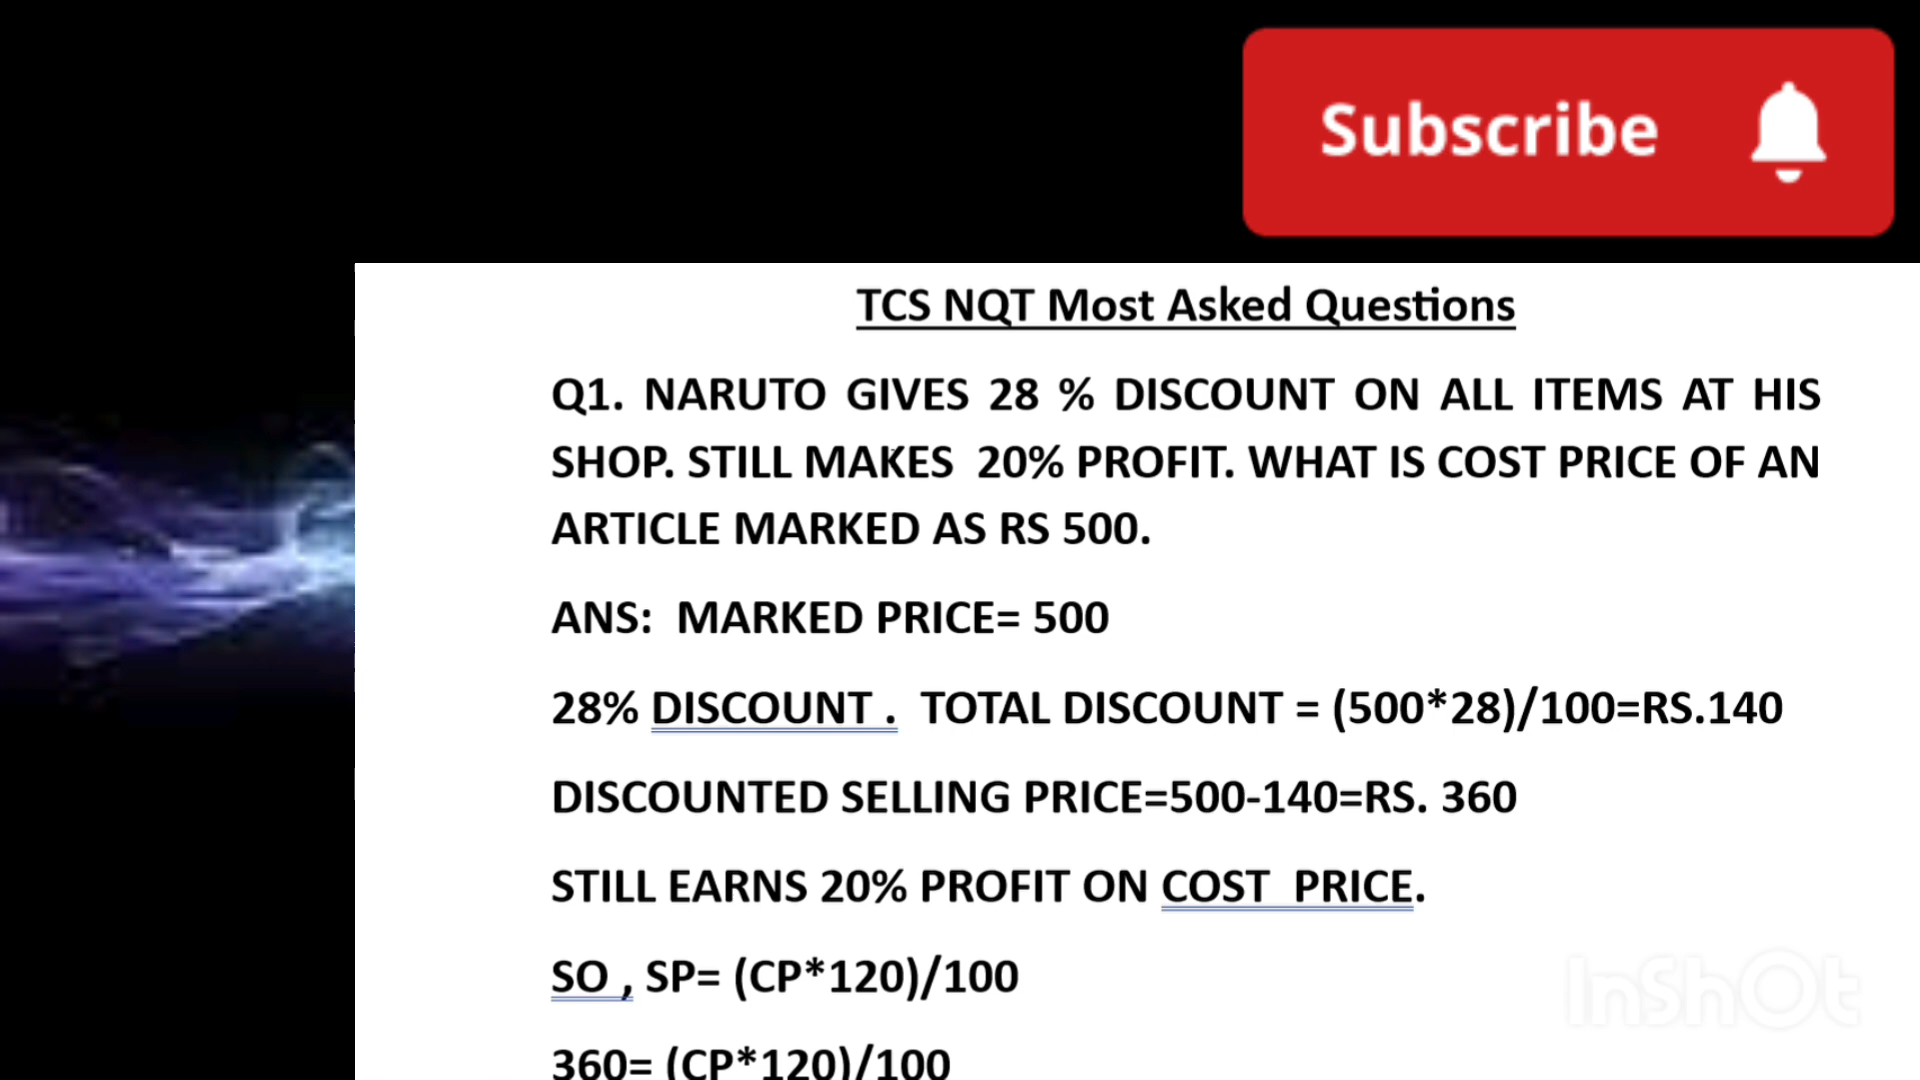 Subscribe
TCS NQT Most Asked Questions
Q1. NARUTO GIVES 28 % DISCOUNT ON ALL ITEMS AT HIS
SHOP. STILL MAKES 20% PROFIT. WHAT IS COST PRICE OF AN
ARTICLE MARKED AS RS 500.
ANS: MARKED PRICE= 500
28% DISCOUNT . TOTAL DISCOUNT = (500*28)/100=RS.140
DISCOUNTED SELLING PRICE=500-140=RS. 360
STILL EARNS 20% PROFIT ON COST PRICE.
SO , SP= (CP*120)/100
360= (CP*120)/100
InShOt